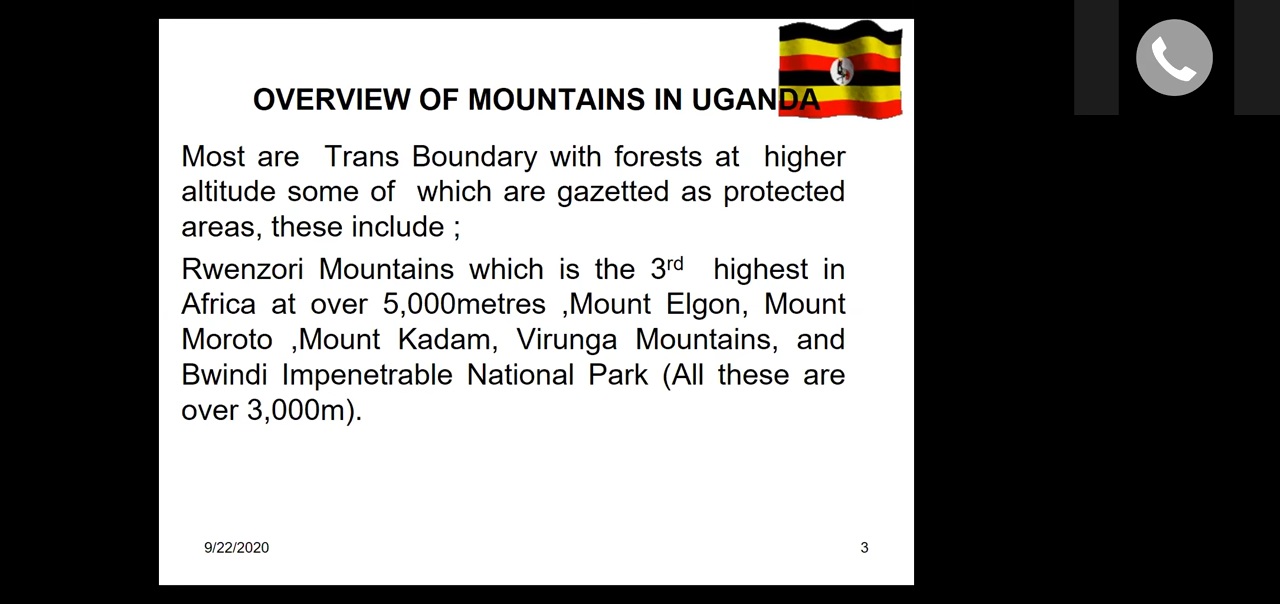 OVERVIEW OF MOUNTAINS IN UGANDA
Most are Trans Boundary with forests at higher
altitude some of which are gazetted as protected
areas, these include ;
Rwenzori Mountains which is the 3rd highest in
Africa at over 5,000metres ,Mount Elgon, Mount
Moroto ,Mount Kadam, Virunga Mountains, and
Bwindi Impenetrable National Park (All these are
over 3,000m).
9/22/2020
3